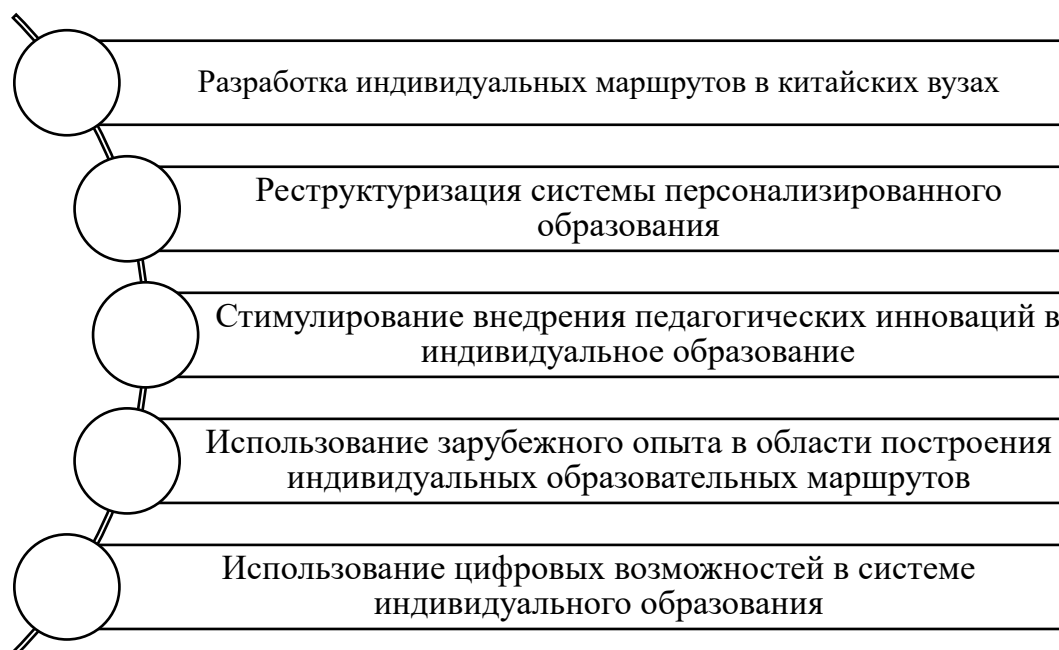 Разработка индивидуальных маршрутов в китайских вузах
Реструктуризация системы персонализированного
образования
Стимулирование внедрения педагогических инноваций в
индивидуальное образование
Использование зарубежного опыта в области построения
индивидуальных образовательных маршрутов
Использование цифровых возможностей в системе
индивидуального образования